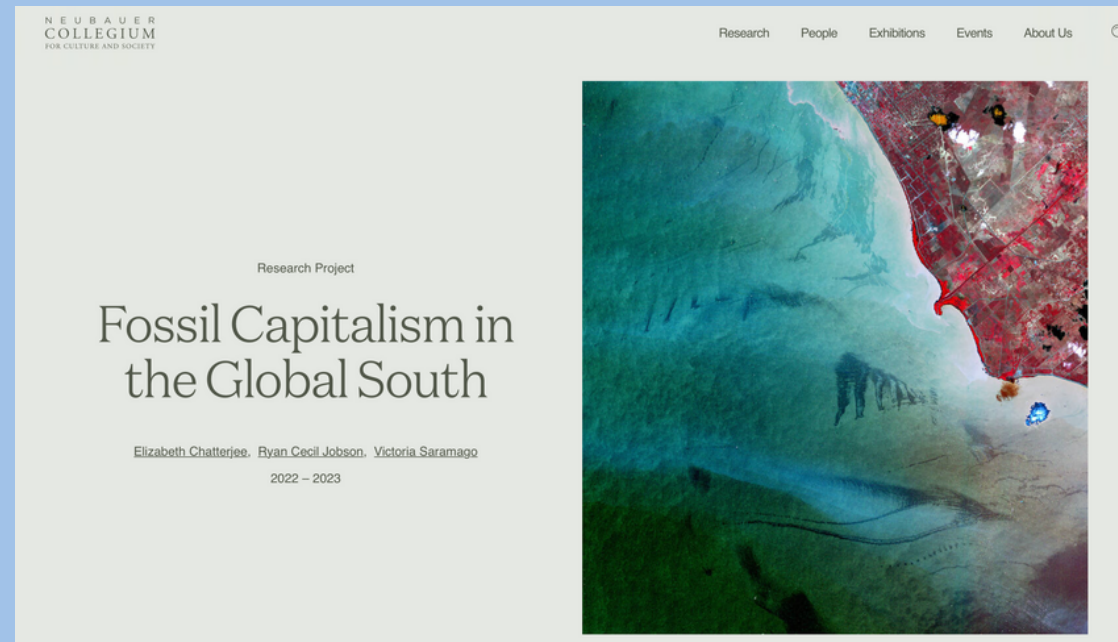 NEUBAUER
COLLEGIUM
FOR CULTURE AND SOCIETY
Research People Exhibitions Events About Us
Research Project
Fossil Capitalism in
the Global South
Elizabeth Chatterjee, Ryan Cecil Jobson, Victoria Saramago
2022 – 2023